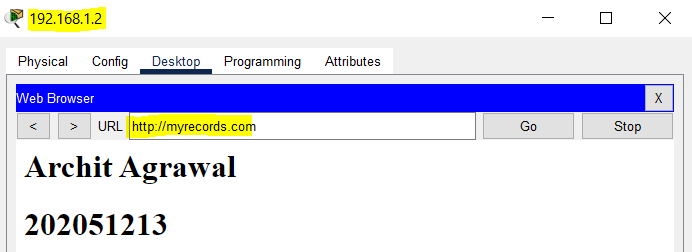 192.168.1.2
Physical Config Desktop Programming Attributes
Web Browser X
< > URL http://myrecords.com Go Stop
Archit Agrawal
202051213